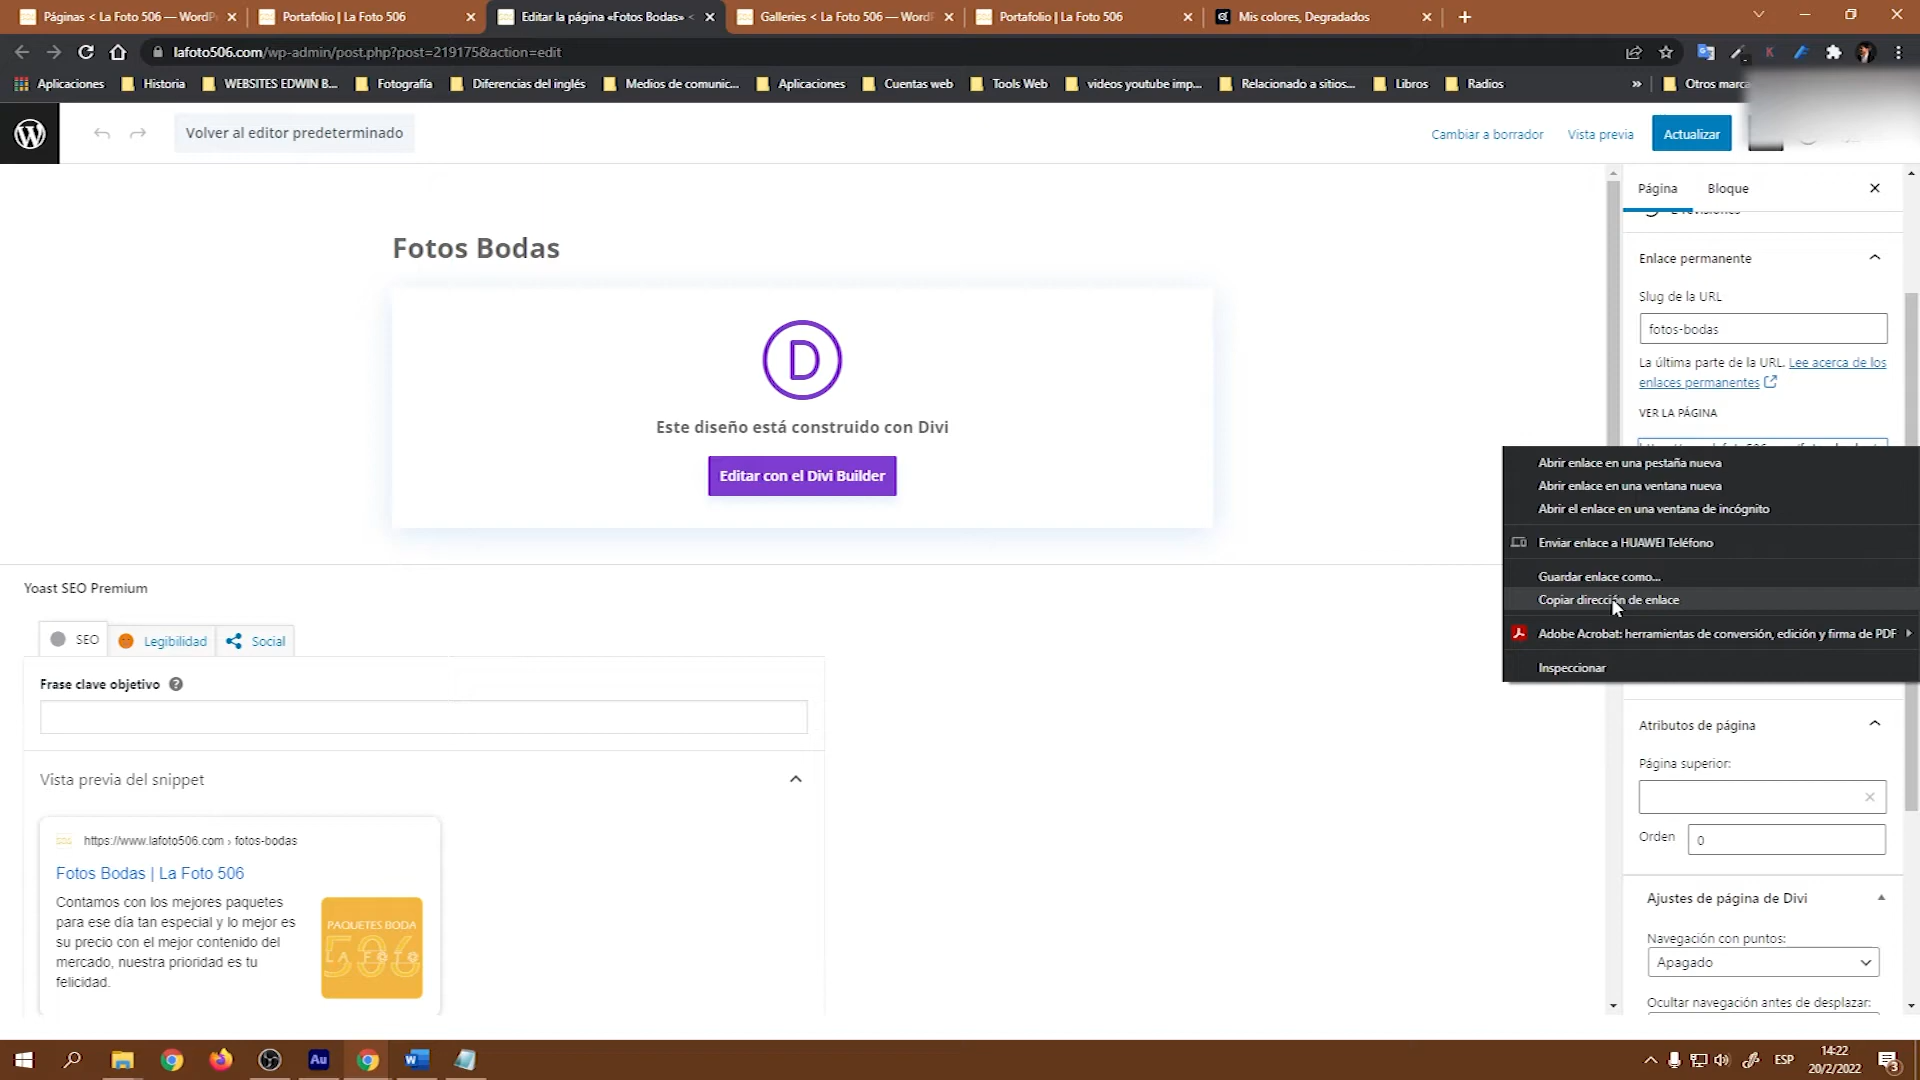 Páginas < La Foto 506 — WordP
Portafolio | La Foto 506
Editar la página «Fotos Bodas» <
Galleries < La Foto 506 — WordP
Portafolio | La Foto 506
Mis colores, Degradados
lafoto506.com/wp-admin/post.php?post=219175&action=edit
Aplicaciones
Historia
WEBSITES EDWIN B...
Fotografía
Diferencias del inglés
Medios de comunic...
Aplicaciones
Cuentas web
Tools Web
videos youtube imp...
Relacionado a sitios...
Libros
Radios
»
Otros marca
Volver al editor predeterminado
Cambiar a borrador
Vista previa
Actualizar
Página
Bloque
Fotos Bodas
Enlace permanente
Slug de la URL
fotos-bodas
La última parte de la URL. Lee acerca de los
enlaces permanentes
VER LA PÁGINA
D
Este diseño está construido con Divi
Editar con el Divi Builder
Abrir enlace en una pestaña nueva
Abrir enlace en una ventana nueva
Abrir el enlace en una ventana de incógnito
Enviar enlace a HUAWEI Teléfono
Guardar enlace como...
Copiar dirección de enlace
Adobe Acrobat: herramientas de conversión, edición y firma de PDF
Inspeccionar
Yoast SEO Premium
SEO
Legibilidad
Social
Frase clave objetivo
Vista previa del snippet
https://www.lafoto506.com › fotos-bodas
Fotos Bodas | La Foto 506
Contamos con los mejores paquetes
para ese día tan especial y lo mejor es
su precio con el mejor contenido del
mercado, nuestra prioridad es tu
felicidad.
PAQUETES BODA
506
LA FOTO
Atributos de página
Página superior:
Orden
0
Ajustes de página de Divi
Navegación con puntos:
Apagado
Ocultar navegación antes de desplazar:
Au
ESP
14:22
20/2/2022
3